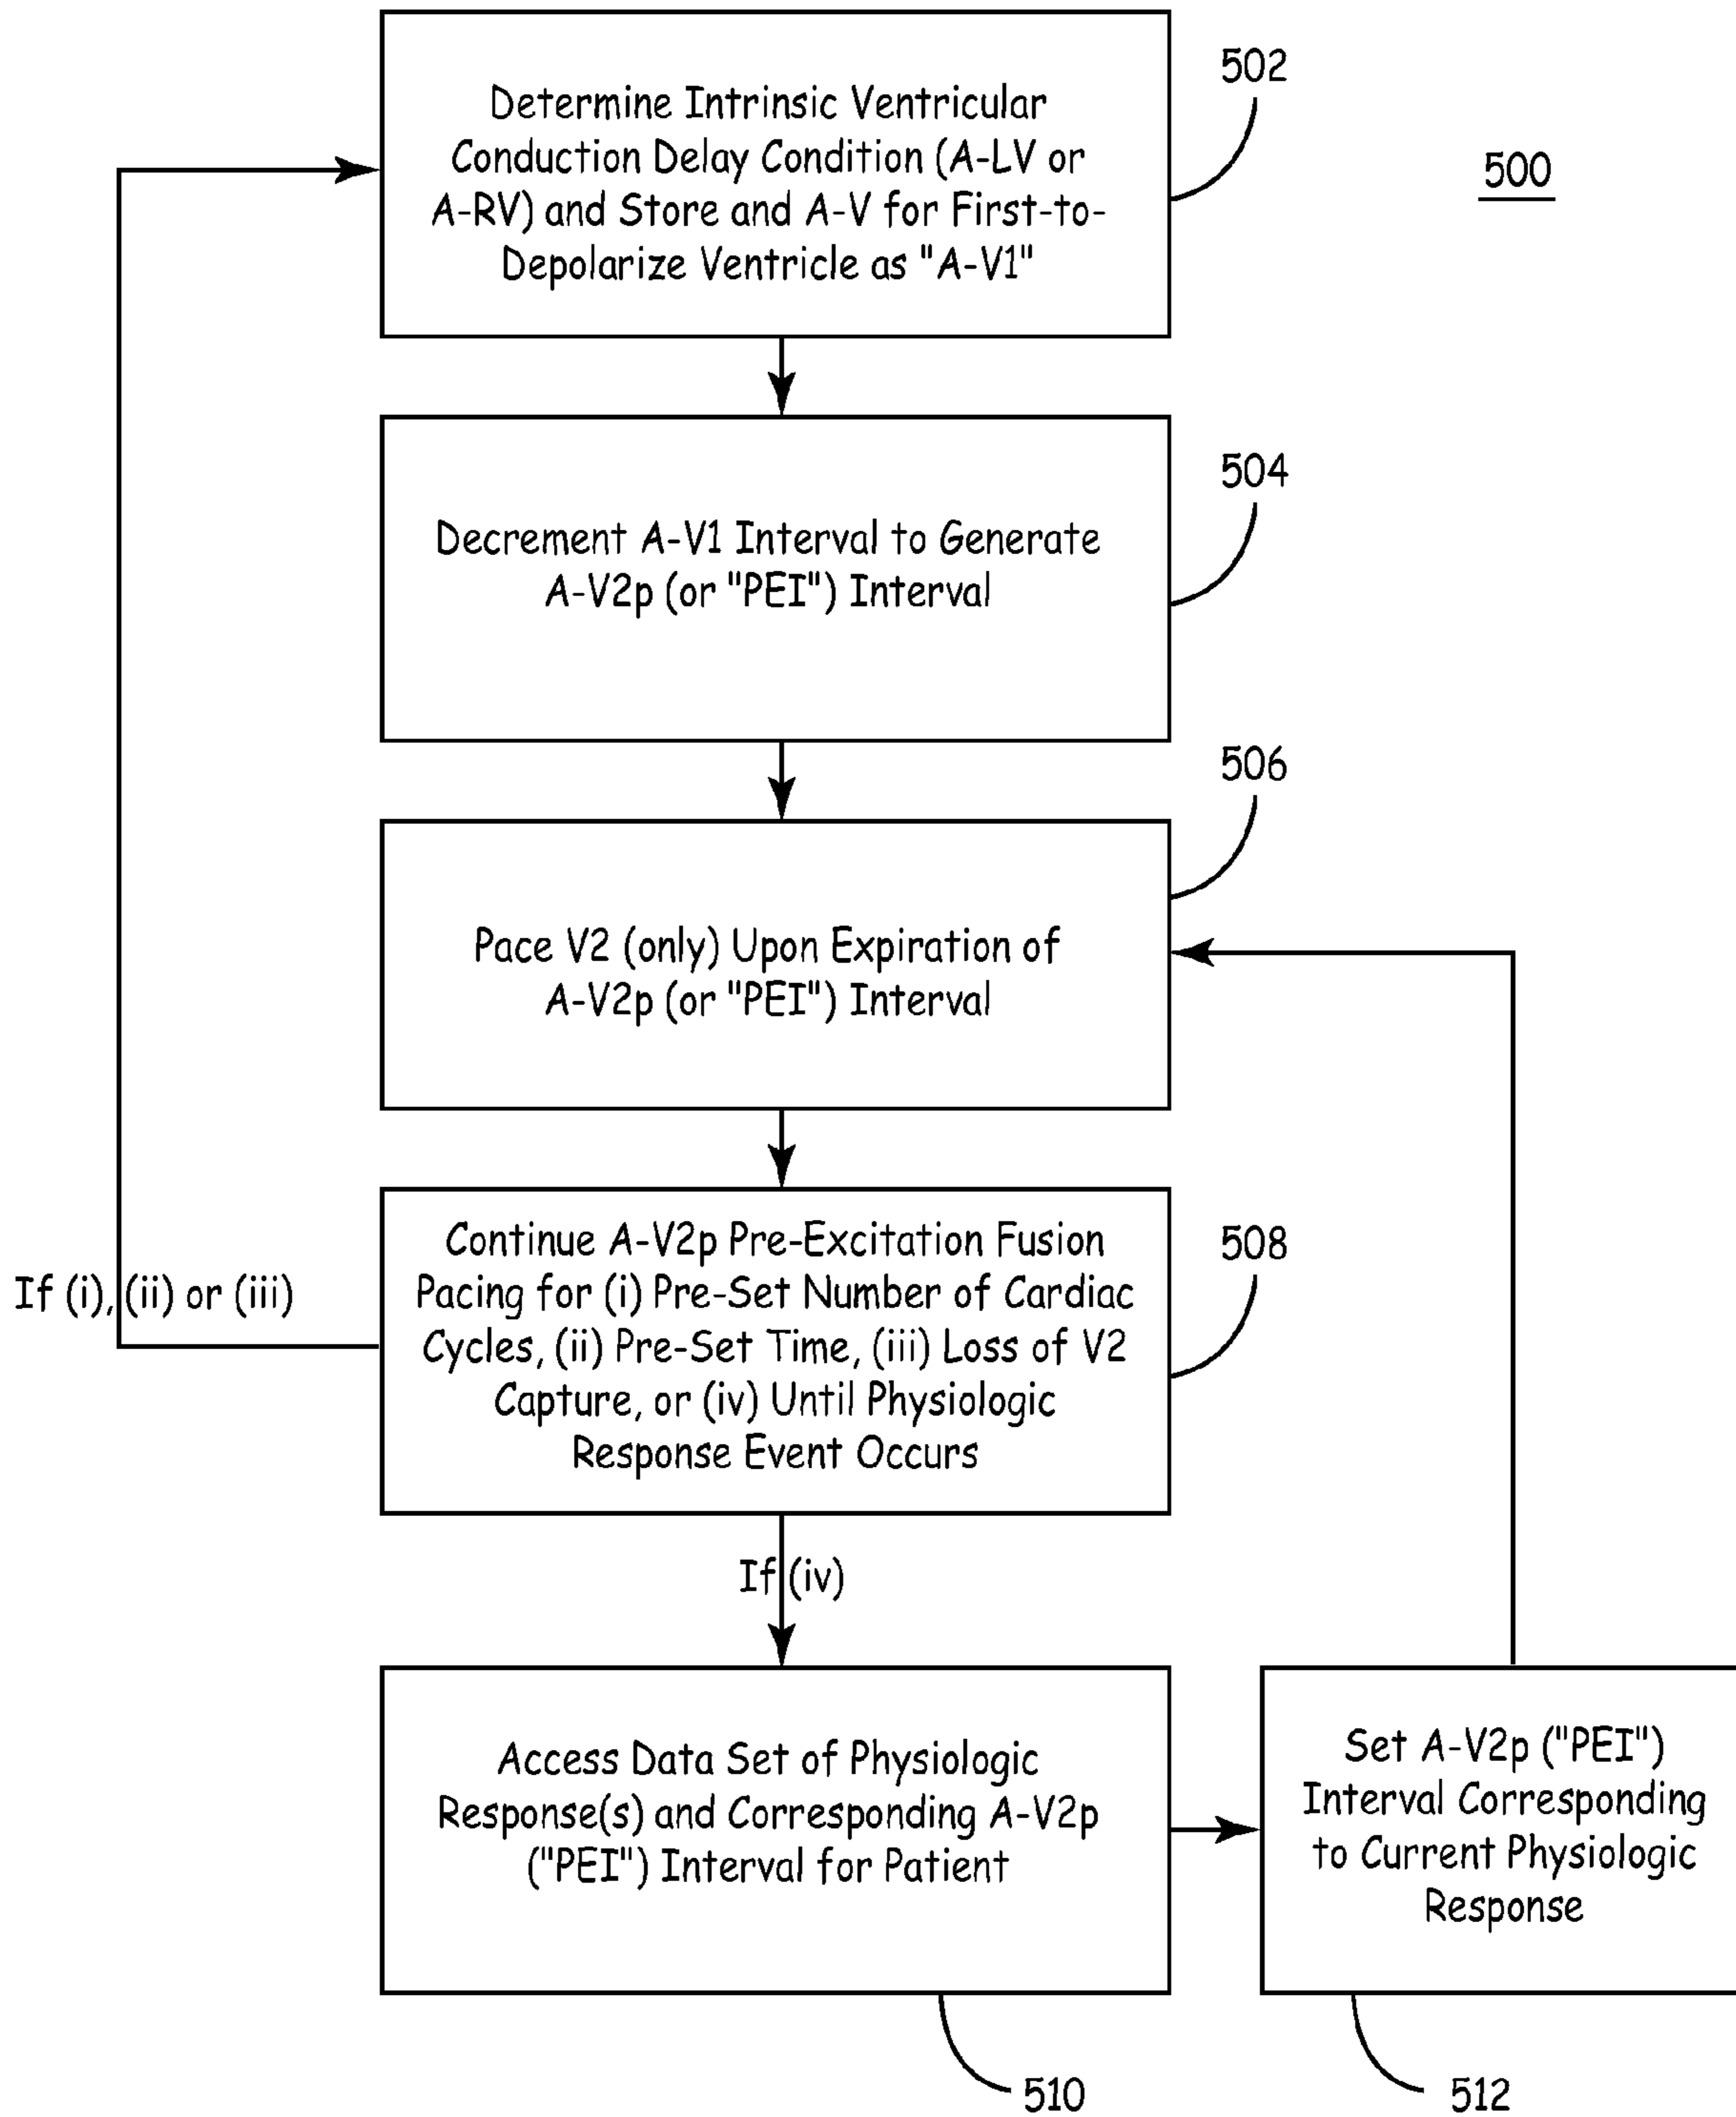 Determine Intrinsic Ventricular
Conduction Delay Condition (A-LV or
A-RV) and Store and A-V for First-to-
Depolarize Ventricle as "A-V1"
502
500
Decrement A-V1 Interval to Generate
A-V2p (or "PEI") Interval
504
506
Pace V2 (only) Upon Expiration of
A-V2p (or "PEI") Interval
Continue A-V2p Pre-Excitation Fusion
Pacing for (i) Pre-Set Number of Cardiac
Cycles, (ii) Pre-Set Time, (iii) Loss of V2
Capture, or (iv) Until Physiologic
Response Event Occurs
508
If (i), (ii) or (iii)
If (iv)
Access Data Set of Physiologic
Response(s) and Corresponding A-V2p
("PEI") Interval for Patient
Set A-V2p ("PEI")
Interval Corresponding
to Current Physiologic
Response
510
512